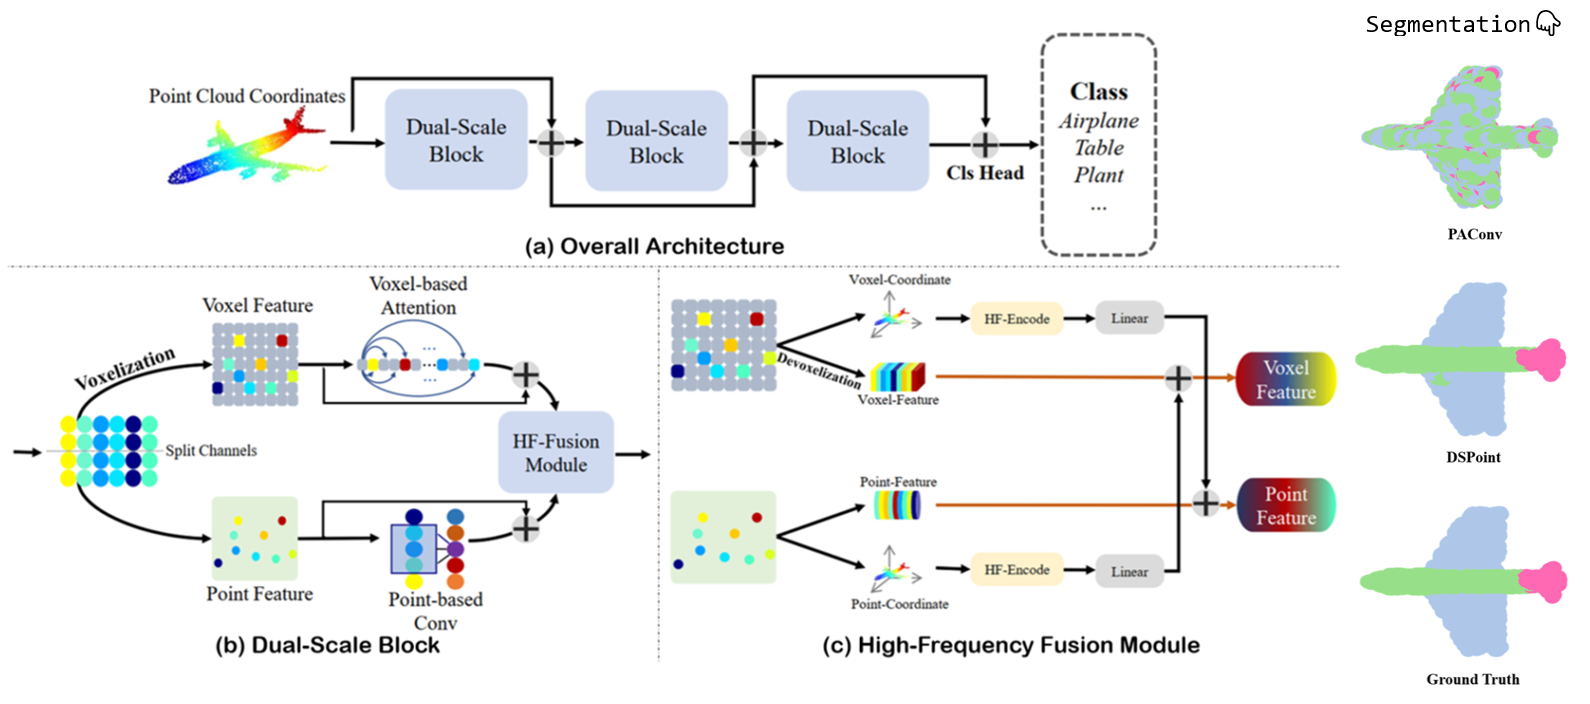 Segmentation
Point Cloud Coordinates
Dual-Scale
Block
Dual-Scale
Block
Dual-Scale
Block
Cls Head
Class
Airplane
Table
Plant
...
(a) Overall Architecture
PAConv
Voxelization
Voxel Feature
Voxel-based
Attention
...
...
Split Channels
HF-Fusion
Module
Point Feature
Point-based
Conv
(b) Dual-Scale Block
Voxel-Coordinate
HF-Encode
Linear
Devoxelization
Voxel-Feature
Voxel
Feature
Point-Feature
Point
Feature
HF-Encode
Linear
Point-Coordinate
(c) High-Frequency Fusion Module
DSPoint
Ground Truth